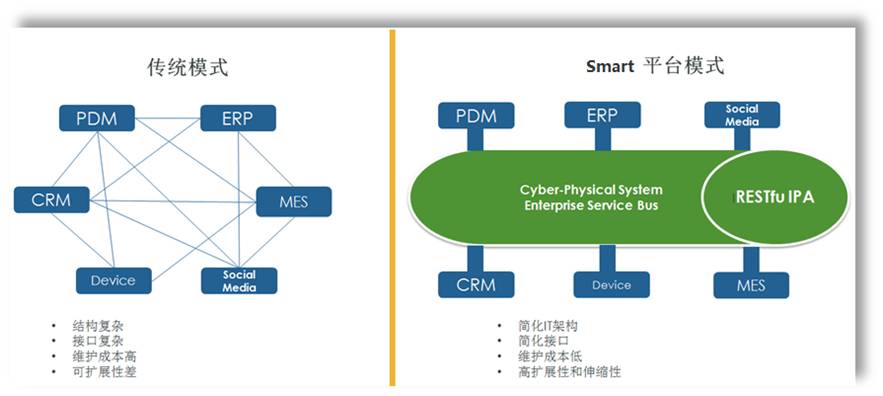 传统模式
PDM
ERP
CRM
MES
Device
Social
Media
• 结构复杂
• 接口复杂
• 维护成本高
• 可扩展性差
Smart 平台模式
PDM
ERP
Social
Media
Cyber-Physical System
Enterprise Service Bus
RESTfu IPA
CRM
Device
MES
• 简化IT架构
• 简化接口
• 维护成本低
• 高扩展性和伸缩性